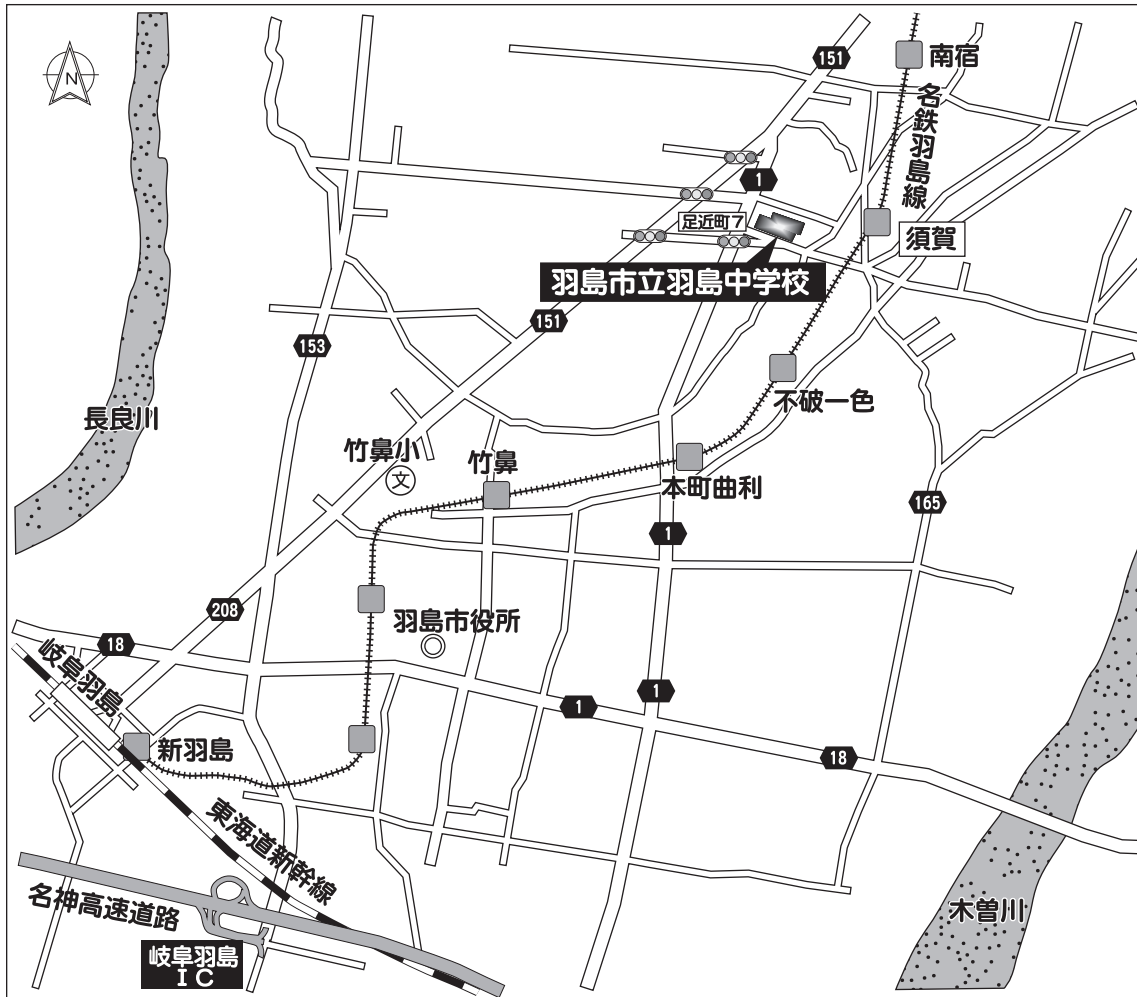 N
151
南宿
名鉄羽島線
1
足近町7
須賀
羽島市立羽島中学校
151
153
不破一色
長良川
竹鼻小
文
竹鼻
本町曲利
165
1
208
羽島市役所
18
岐阜羽島
1
1
新羽島
18
東海道新幹線
名神高速道路
木曽川
岐阜羽島
IC